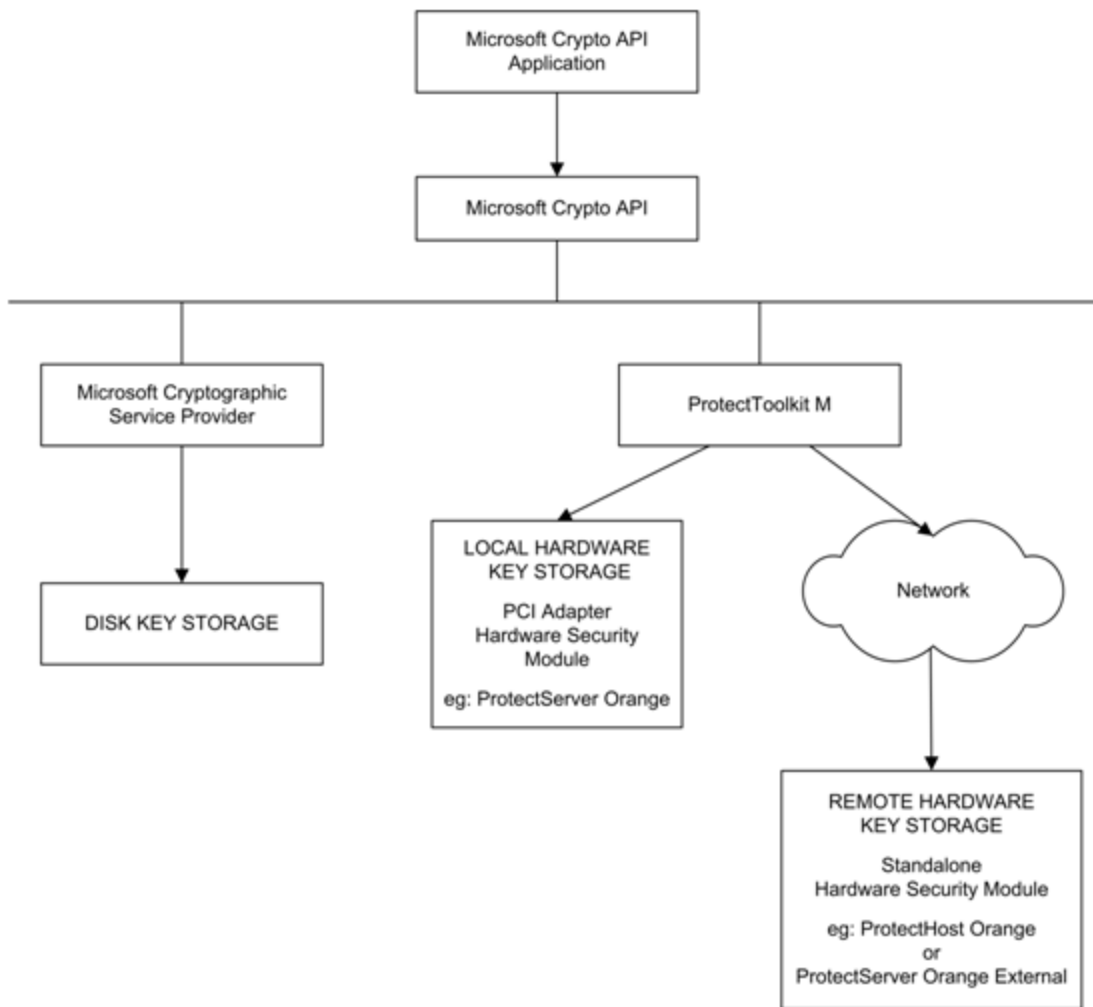 Microsoft Crypto API
Application
Microsoft Crypto API
Microsoft Cryptographic
Service Provider
ProtectToolkit M
DISK KEY STORAGE
LOCAL HARDWARE
KEY STORAGE
PCI Adapter
Hardware Security
Module
eg: ProtectServer Orange
Network
REMOTE HARDWARE
KEY STORAGE
Standalone
Hardware Security Module
eg: ProtectHost Orange
or
ProtectServer Orange External